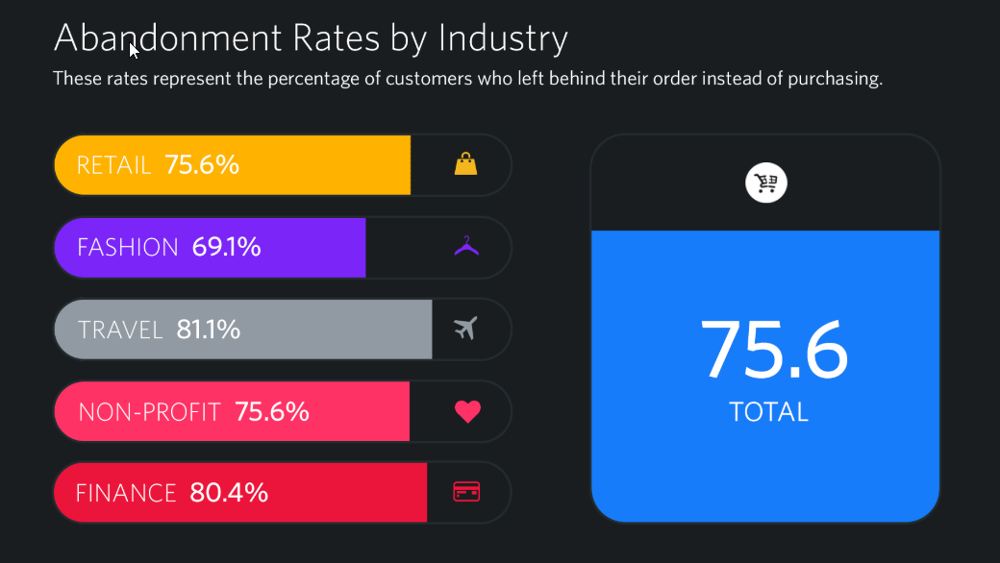 Abandonment Rates by Industry
These rates represent the percentage of customers who left behind their order instead of purchasing.
RETAIL 75.6%
FASHION 69.1%
TRAVEL 81.1%
NON-PROFIT 75.6%
FINANCE 80.4%
75.6
TOTAL